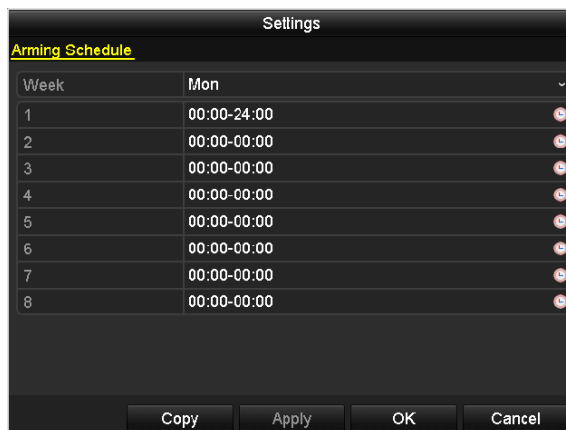 Settings
Arming Schedule
Week Mon
1 00:00-24:00
2 00:00-00:00
3 00:00-00:00
4 00:00-00:00
5 00:00-00:00
6 00:00-00:00
7 00:00-00:00
8 00:00-00:00
Copy Apply OK Cancel